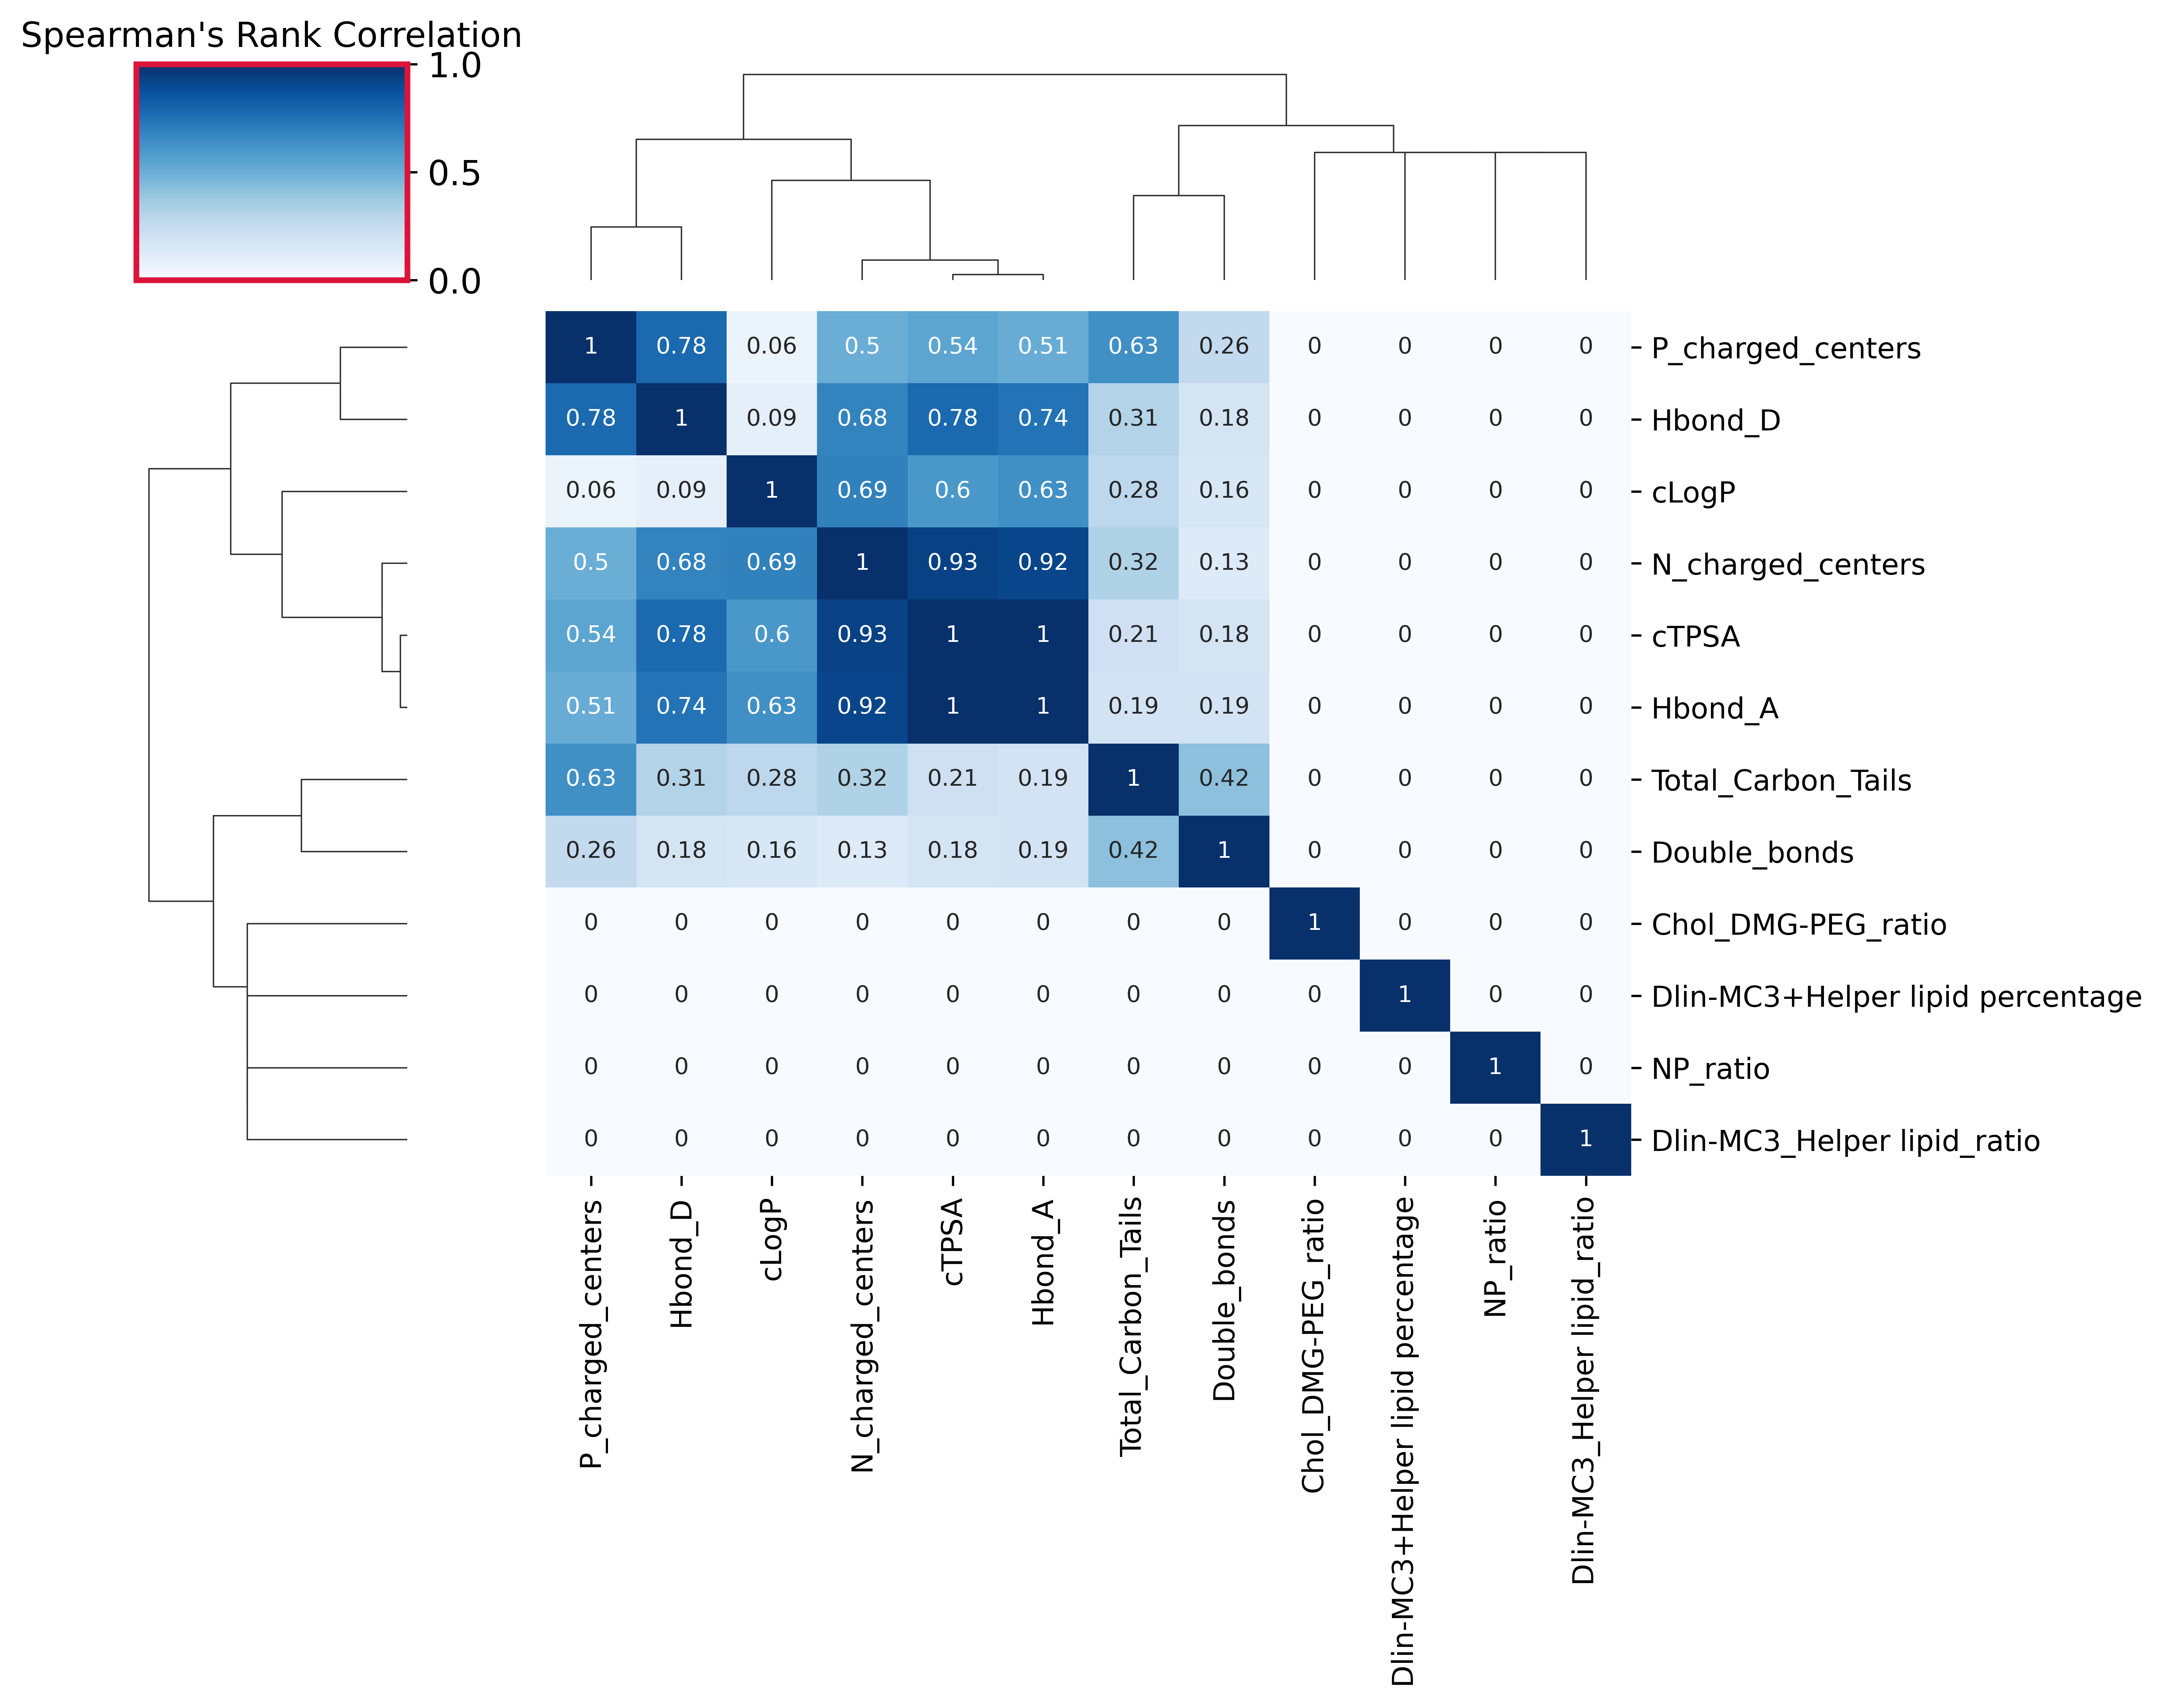 Spearman's Rank Correlation
1.0
0.5
0.0
1 0.78 0.06 0.5 0.54 0.51 0.63 0.26 0 0 0 0 P_charged_centers
0.78 1 0.09 0.68 0.78 0.74 0.31 0.18 0 0 0 0 Hbond_D
0.06 0.09 1 0.69 0.6 0.63 0.28 0.16 0 0 0 0 cLogP
0.5 0.68 0.69 1 0.93 0.92 0.32 0.13 0 0 0 0 N_charged_centers
0.54 0.78 0.6 0.93 1 1 0.21 0.18 0 0 0 0 cTPSA
0.51 0.74 0.63 0.92 1 1 0.19 0.19 0 0 0 0 Hbond_A
0.63 0.31 0.28 0.32 0.21 0.19 1 0.42 0 0 0 0 Total_Carbon_Tails
0.26 0.18 0.16 0.13 0.18 0.19 0.42 1 0 0 0 0 Double_bonds
0 0 0 0 0 0 0 0 1 0 0 0 Chol_DMG-PEG_ratio
0 0 0 0 0 0 0 0 0 1 0 0 Dlin-MC3+Helper lipid percentage
0 0 0 0 0 0 0 0 0 0 1 0 NP_ratio
0 0 0 0 0 0 0 0 0 0 0 1 Dlin-MC3_Helper lipid_ratio
P_charged_centers
Hbond_D
cLogP
N_charged_centers
cTPSA
Hbond_A
Total_Carbon_Tails
Double_bonds
Chol_DMG-PEG_ratio
Dlin-MC3+Helper lipid percentage
NP_ratio
Dlin-MC3_Helper lipid_ratio